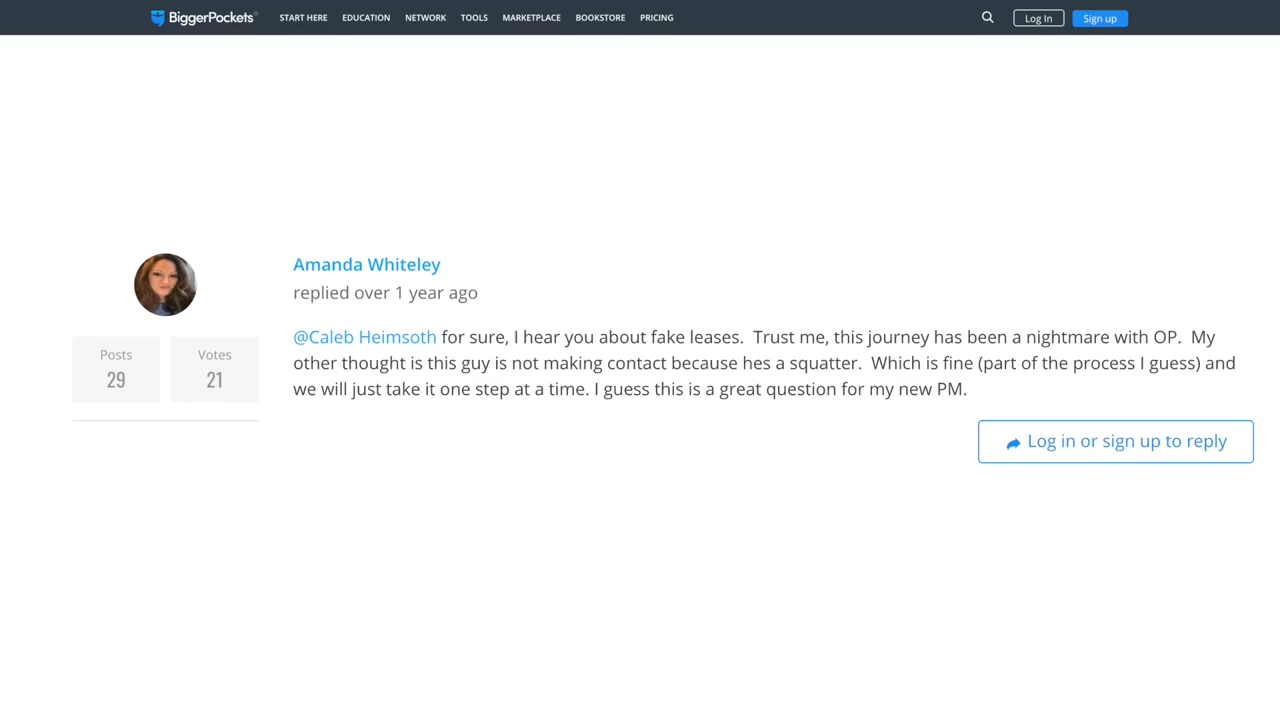 BiggerPockets® START HERE EDUCATION NETWORK TOOLS MARKETPLACE BOOKSTORE PRICING Log In Sign up
Amanda Whiteley
replied over 1 year ago
@Caleb Heimsoth for sure, I hear you about fake leases. Trust me, this journey has been a nightmare with OP. My
other thought is this guy is not making contact because hes a squatter. Which is fine (part of the process I guess) and
we will just take it one step at a time. I guess this is a great question for my new PM.
Posts Votes
29 21
Log in or sign up to reply